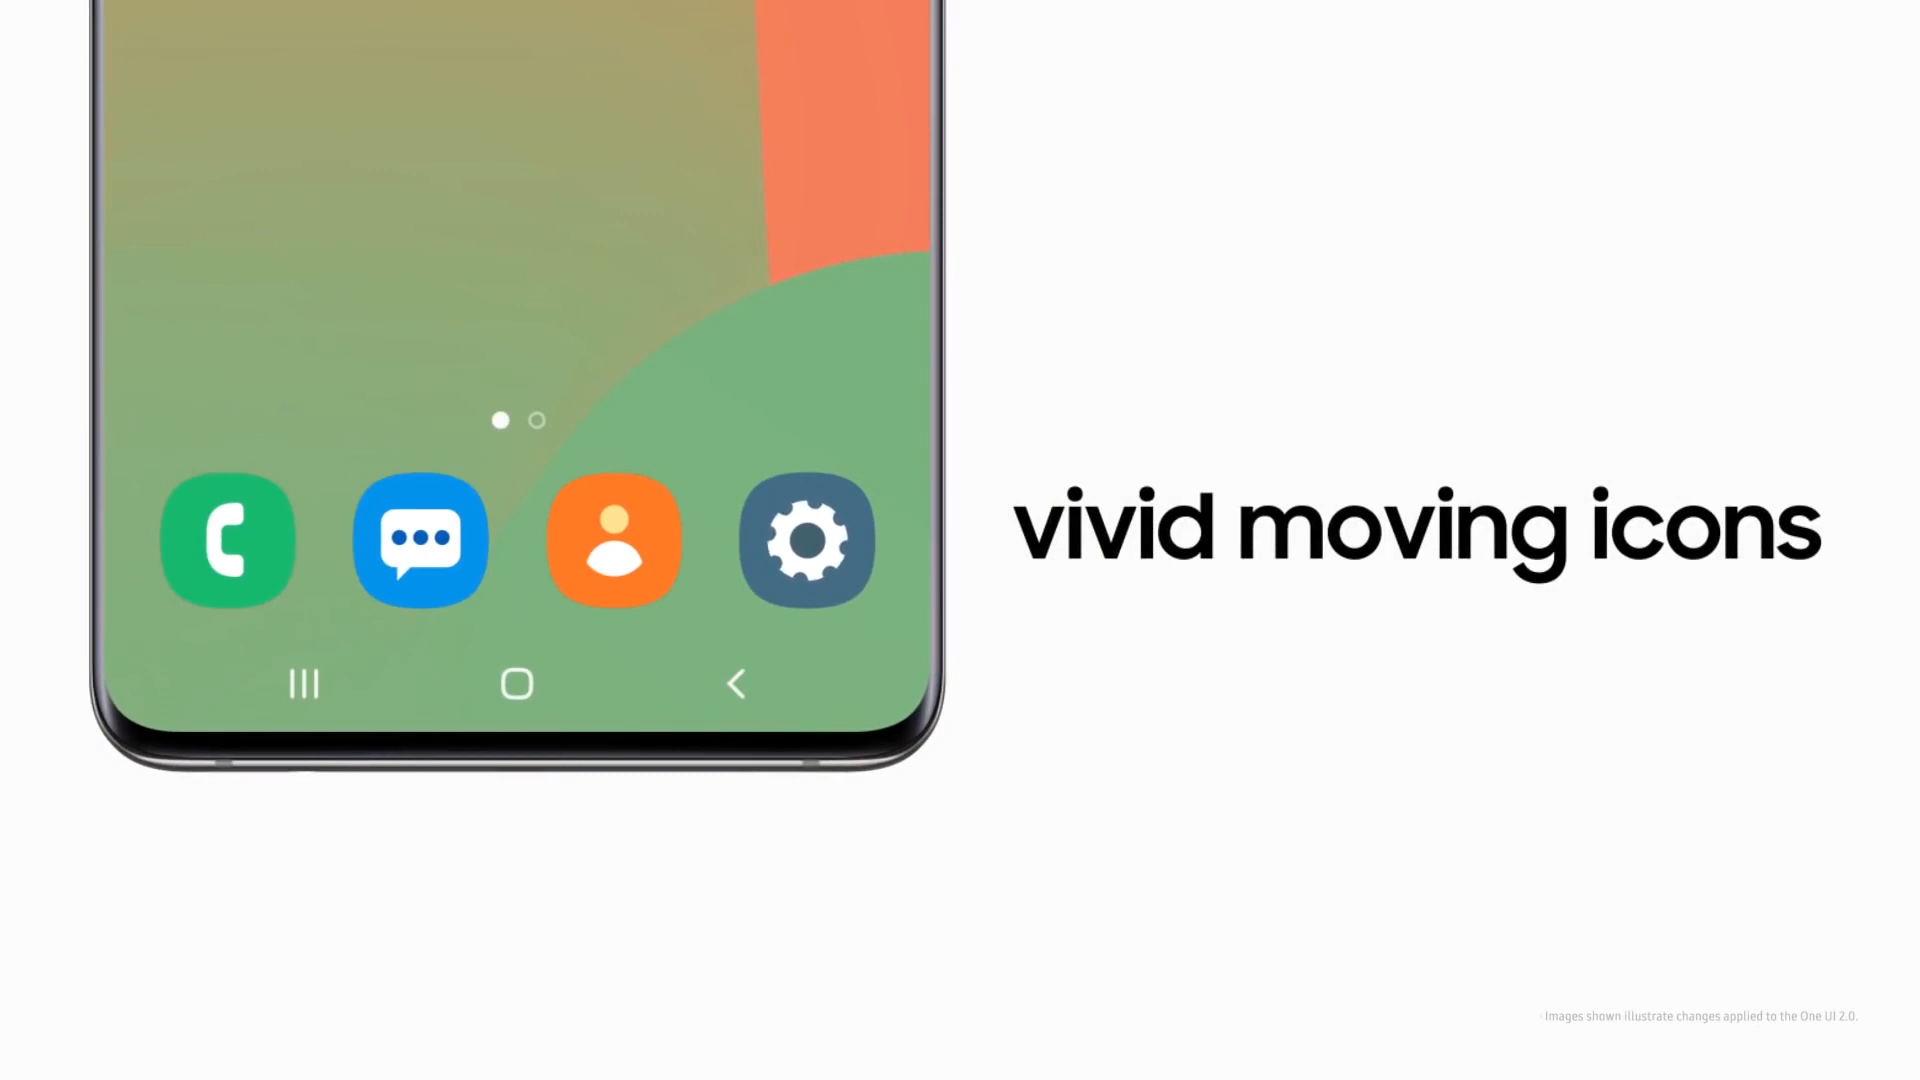 vivid moving icons
Images shown illustrate changes applied to the One UI 2.0.